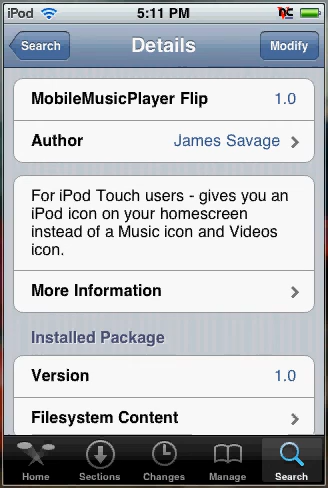 iPod 5:11 PM
Search Details Modify
MobileMusicPlayer Flip 1.0
Author James Savage
For iPod Touch users - gives you an
iPod icon on your homescreen
instead of a Music icon and Videos
icon.
More Information
Installed Package
Version 1.0
Filesystem Content
Home Sections Changes Manage Search